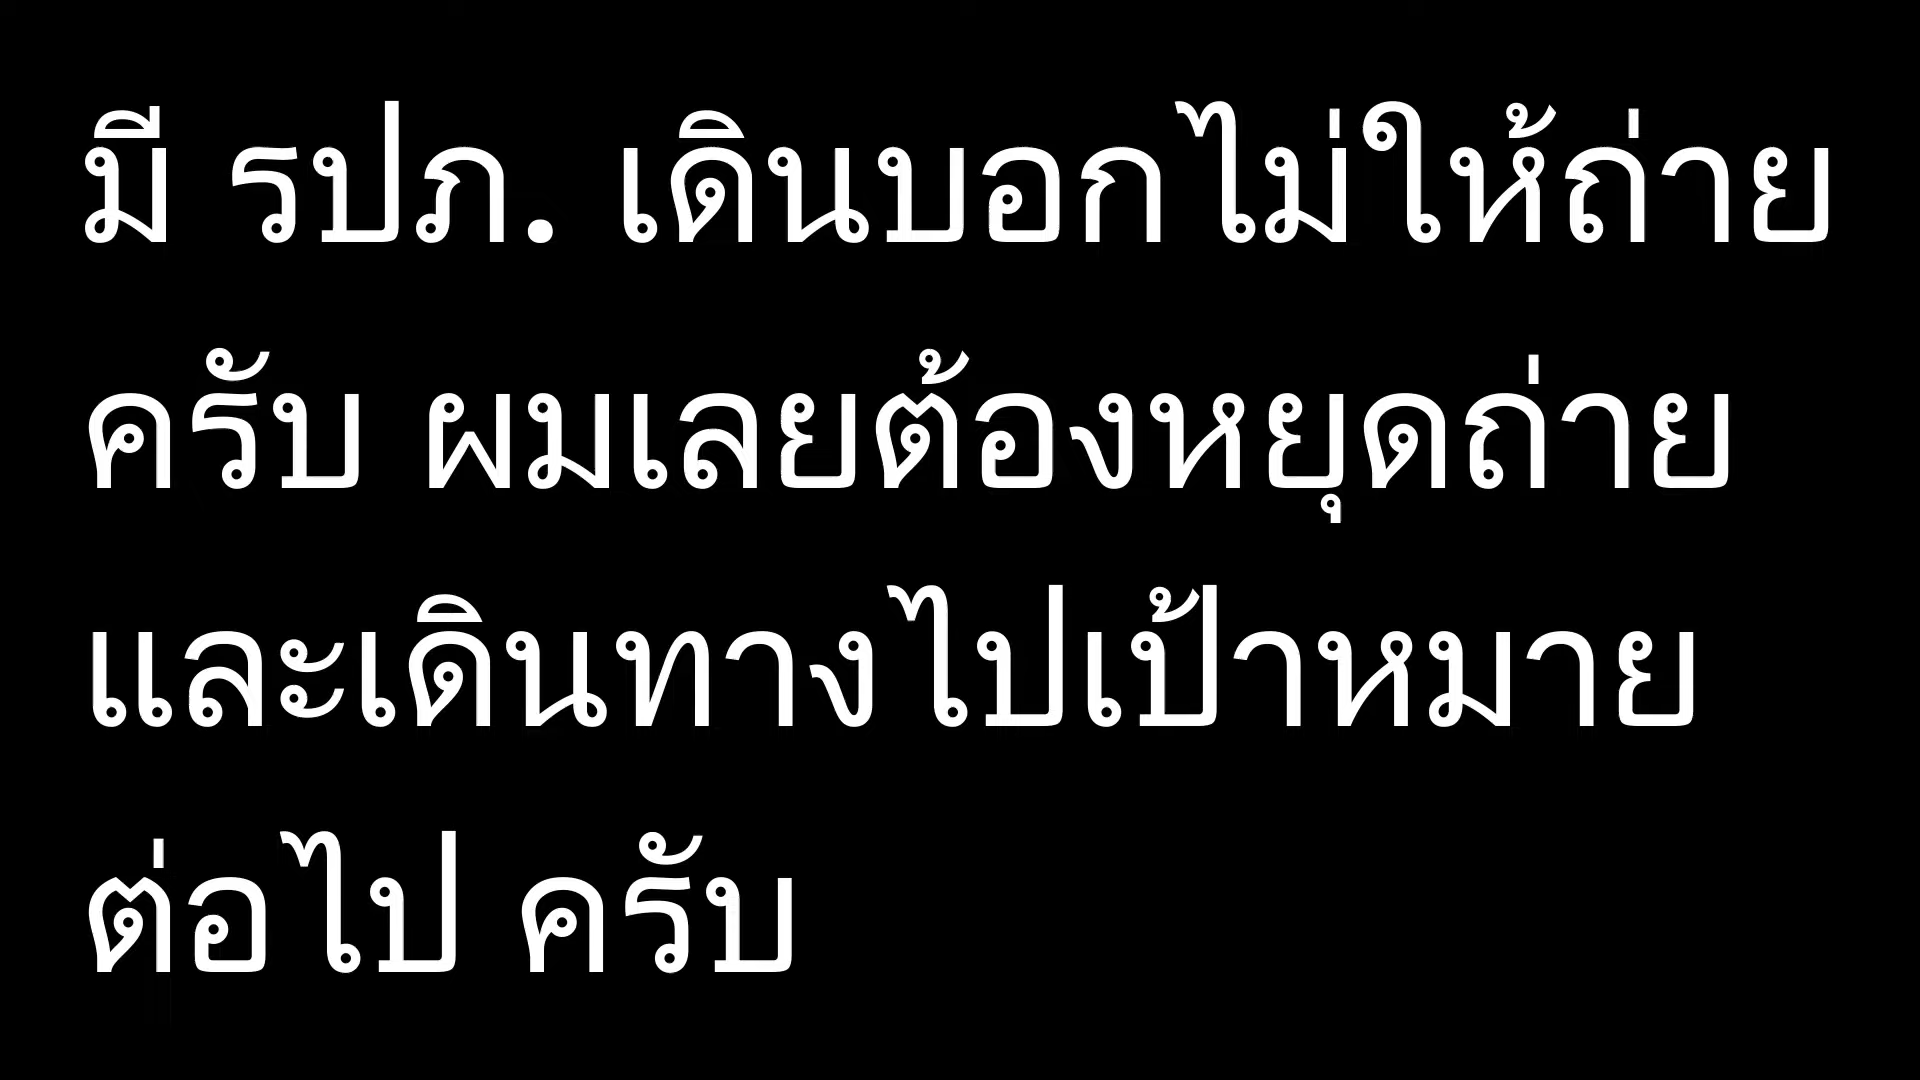 มี รปภ. เดินบอกไม่ให้ถ่าย
ครับ ผมเลยต้องหยุดถ่าย
และเดินทางไปเป้าหมาย
ต่อไป ครับ